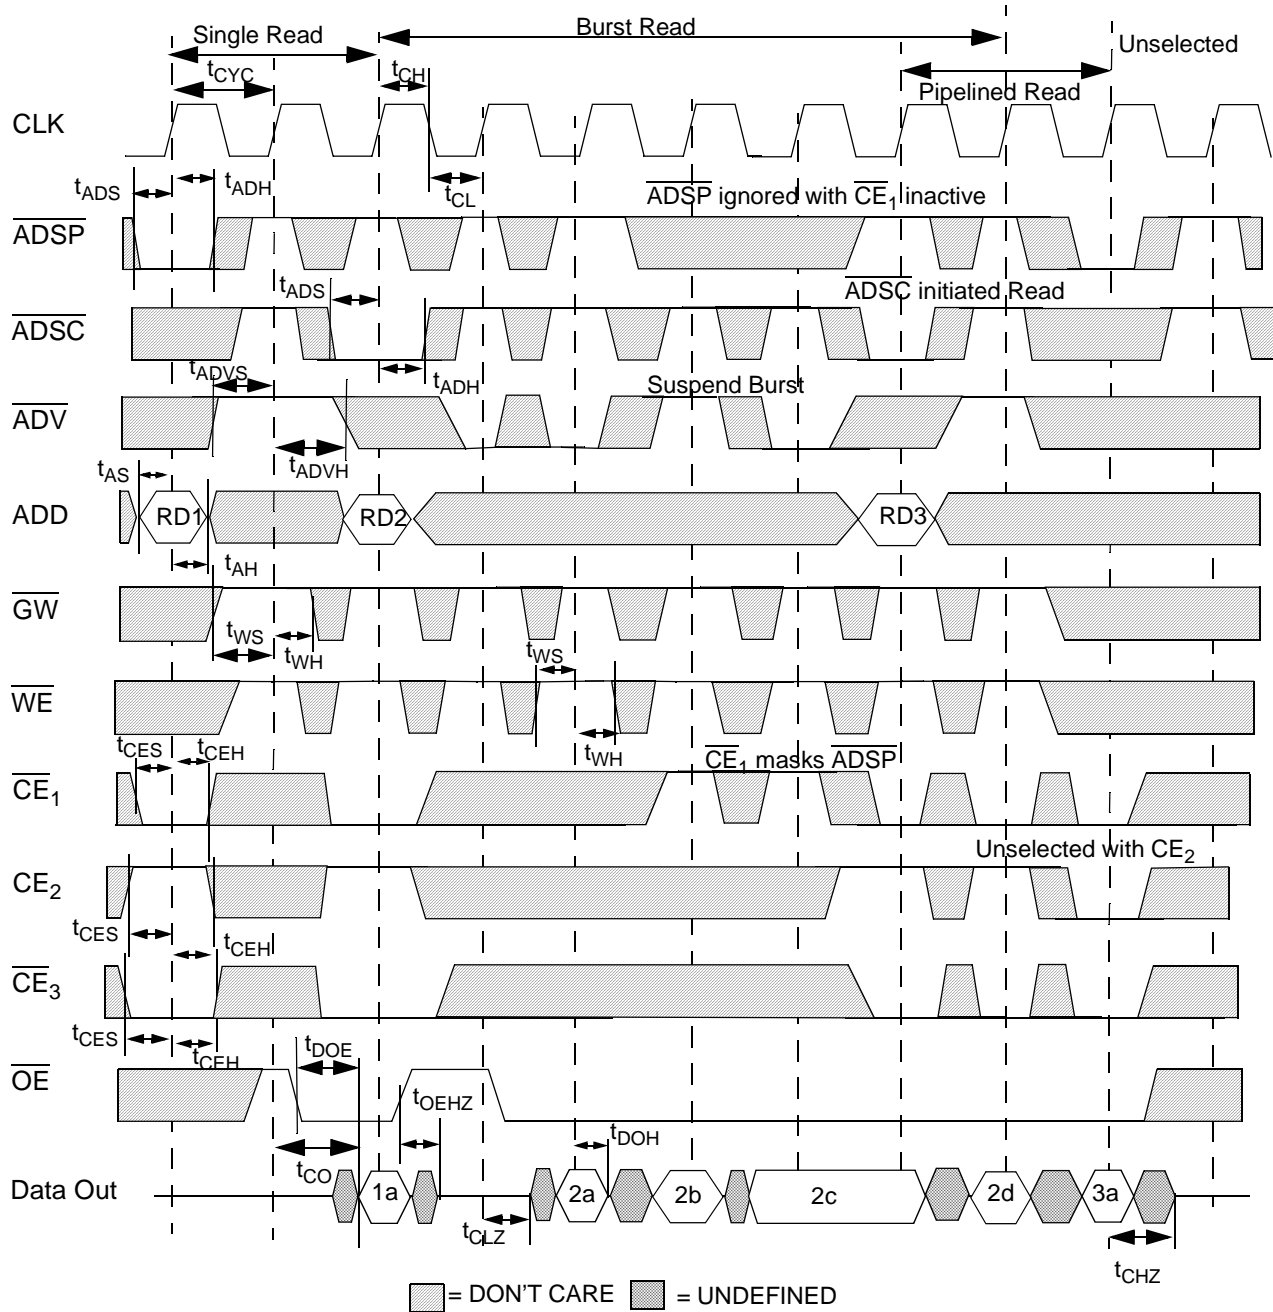 Single Read
Burst Read
Unselected
tCYC
tCH
Pipelined Read
CLK
tADS
tADH
tCL
ADSP ignored with CE1 inactive
ADSP
tADS
ADSC initiated Read
ADSC
tADVS
tADH
Suspend Burst
ADV
tADVH
tAS
ADD
RD1
RD2
RD3
tAH
GW
tWS
tWH
tWS
WE
tWH
tCES
tCEH
CE1 masks ADSP
CE1
Unselected with CE2
CE2
tCES
tCEH
CE3
tCES
tCEH
tDOE
OE
tOEHZ
tDOH
tCO
Data Out
1a
2a
2b
2c
2d
3a
tCLZ
tCHZ
= DON'T CARE
= UNDEFINED